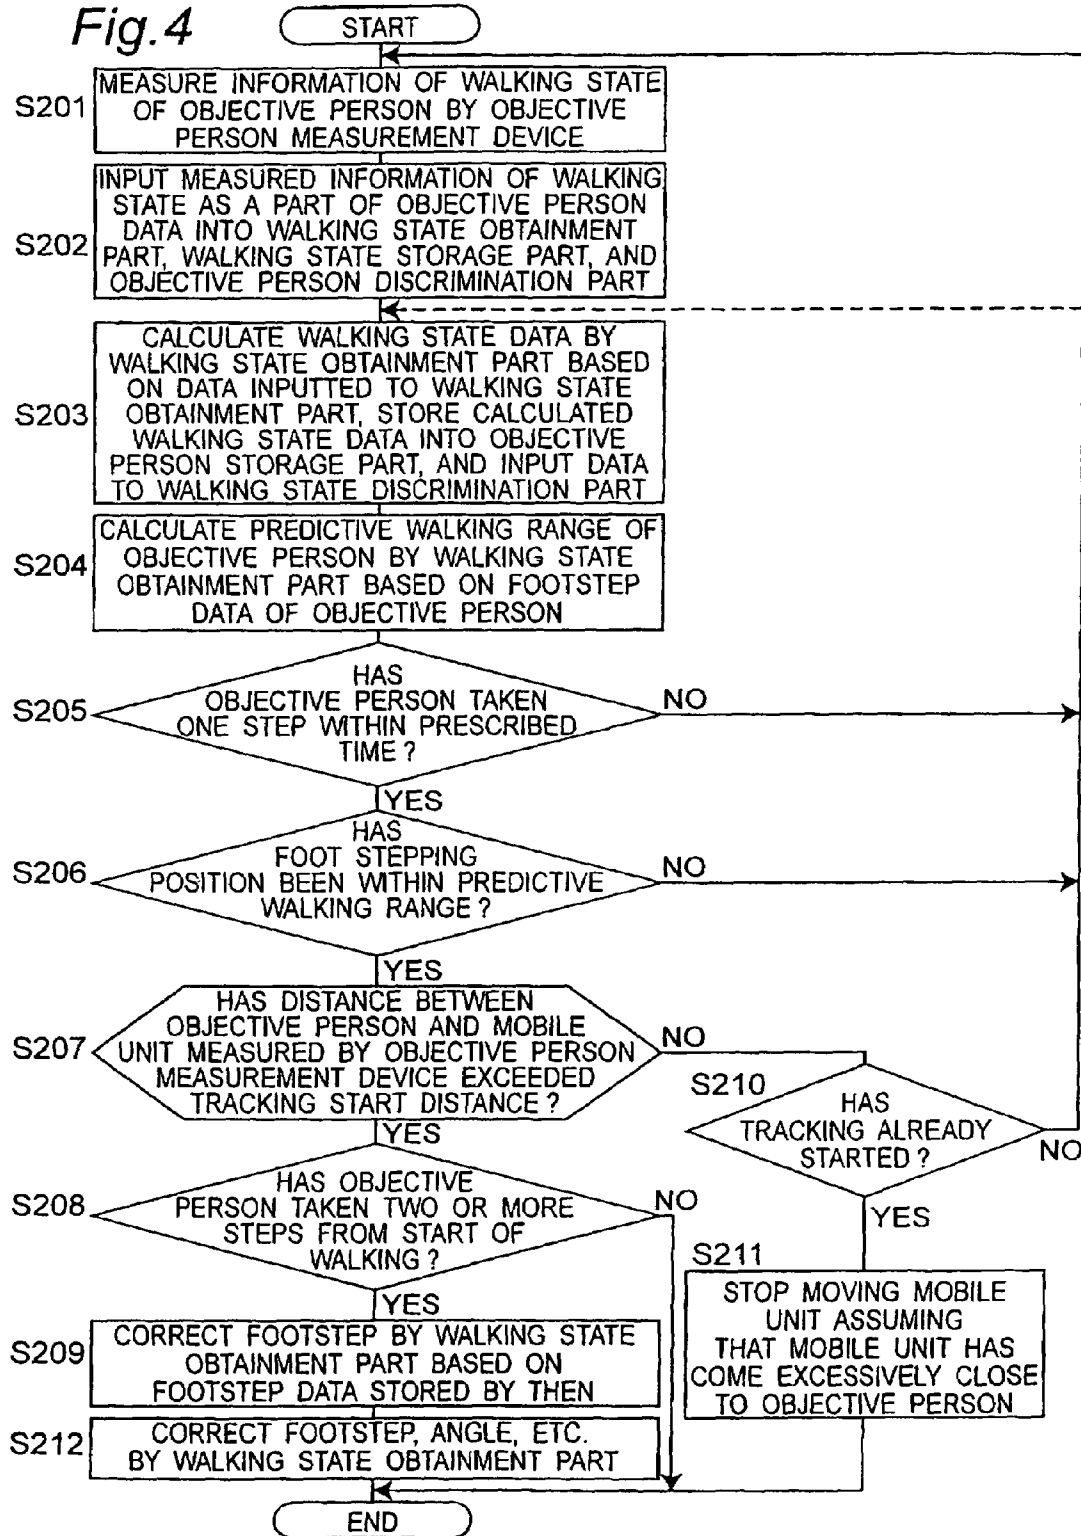 Fig.4
START
S201
MEASURE INFORMATION OF WALKING STATE
OF OBJECTIVE PERSON BY OBJECTIVE
PERSON MEASUREMENT DEVICE
S202
INPUT MEASURED INFORMATION OF WALKING
STATE AS A PART OF OBJECTIVE PERSON
DATA INTO WALKING STATE OBTAINMENT
PART, WALKING STATE STORAGE PART, AND
OBJECTIVE PERSON DISCRIMINATION PART
S203
CALCULATE WALKING STATE DATA BY
WALKING STATE OBTAINMENT PART BASED
ON DATA INPUTTED TO WALKING STATE
OBTAINMENT PART, STORE CALCULATED
WALKING STATE DATA INTO OBJECTIVE
PERSON STORAGE PART, AND INPUT DATA
TO WALKING STATE DISCRIMINATION PART
S204
CALCULATE PREDICTIVE WALKING RANGE OF
OBJECTIVE PERSON BY WALKING STATE
OBTAINMENT PART BASED ON FOOTSTEP
DATA OF OBJECTIVE PERSON
S205
HAS
OBJECTIVE PERSON TAKEN
ONE STEP WITHIN PRESCRIBED
TIME ?
NO
YES
S206
HAS
FOOT STEPPING
POSITION BEEN WITHIN PREDICTIVE
WALKING RANGE ?
NO
YES
S207
HAS DISTANCE BETWEEN
OBJECTIVE PERSON AND MOBILE
UNIT MEASURED BY OBJECTIVE PERSON
MEASUREMENT DEVICE EXCEEDED
TRACKING START DISTANCE ?
NO
YES
S210
HAS
TRACKING ALREADY
STARTED ?
NO
YES
S208
HAS OBJECTIVE
PERSON TAKEN TWO OR MORE
STEPS FROM START OF
WALKING ?
NO
YES
S211
STOP MOVING MOBILE
UNIT ASSUMING
THAT MOBILE UNIT HAS
COME EXCESSIVELY CLOSE
TO OBJECTIVE PERSON
S209
CORRECT FOOTSTEP BY WALKING STATE
OBTAINMENT PART BASED ON
FOOTSTEP DATA STORED BY THEN
S212
CORRECT FOOTSTEP, ANGLE, ETC.
BY WALKING STATE OBTAINMENT PART
END